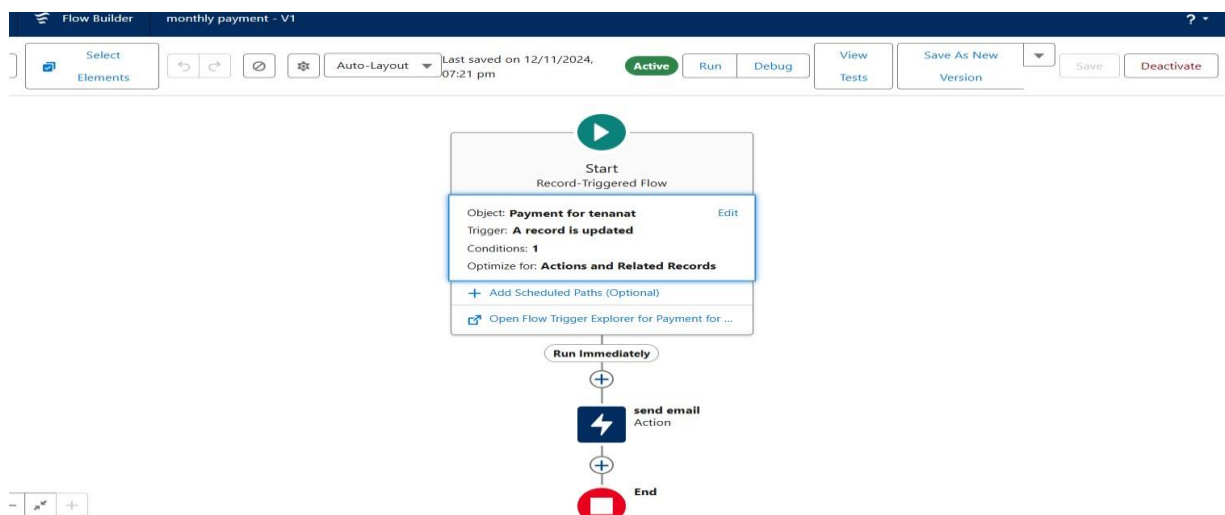 Flow Builder monthly payment - V1 ?
Select Elements Auto-Layout Last saved on 12/11/2024, 07:21 pm Active Run Debug View Tests Save As New Version Save Deactivate
Start
Record-Triggered Flow
Object: Payment for tenanat Edit
Trigger: A record is updated
Conditions: 1
Optimize for: Actions and Related Records
+ Add Scheduled Paths (Optional)
Open Flow Trigger Explorer for Payment for ...
Run Immediately
send email
Action
End